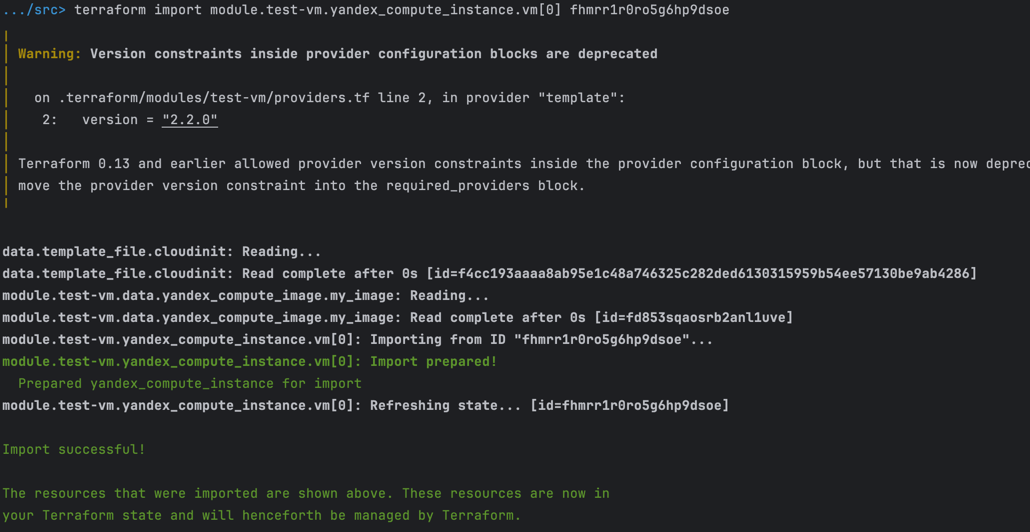 .../src> terraform import module.test-vm.yandex_compute_instance.vm[0] fhmrr1r0ro5g6hp9dsoe
Warning: Version constraints inside provider configuration blocks are deprecated
on .terraform/modules/test-vm/providers.tf line 2, in provider "template":
2: version = "2.2.0"
Terraform 0.13 and earlier allowed provider version constraints inside the provider configuration block, but that is now
move the provider version constraint into the required_providers block.
data.template_file.cloudinit: Reading...
data.template_file.cloudinit: Read complete after 0s [id=f4cc193aaaa8ab95e1c48a746325c282ded6130315959b54ee57130be9ab4286]
module.test-vm.data.yandex_compute_image.my_image: Reading...
module.test-vm.data.yandex_compute_image.my_image: Read complete after 0s [id=fd853sqaosrb2anl1uve]
module.test-vm.yandex_compute_instance.vm[0]: Importing from ID "fhmrr1r0ro5g6hp9dsoe"...
module.test-vm.yandex_compute_instance.vm[0]: Import prepared!
Prepared yandex_compute_instance for import
module.test-vm.yandex_compute_instance.vm[0]: Refreshing state... [id=fhmrr1r0ro5g6hp9dsoe]
Import successful!
The resources that were imported are shown above. These resources are now in
your Terraform state and will henceforth be managed by Terraform.